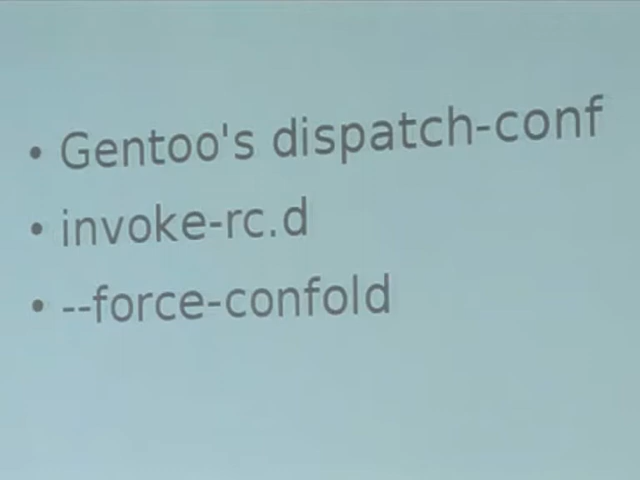 • Gentoo's dispatch-conf
• invoke-rc.d
• --force-confold